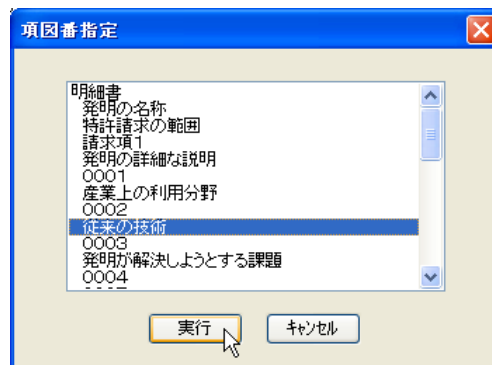 項図番指定
明細書
発明の名称
特許請求の範囲
請求項1
発明の詳細な説明
0001
産業上の利用分野
0002
従来の技術
0003
発明が解決しようとする課題
0004
実行
キャンセル